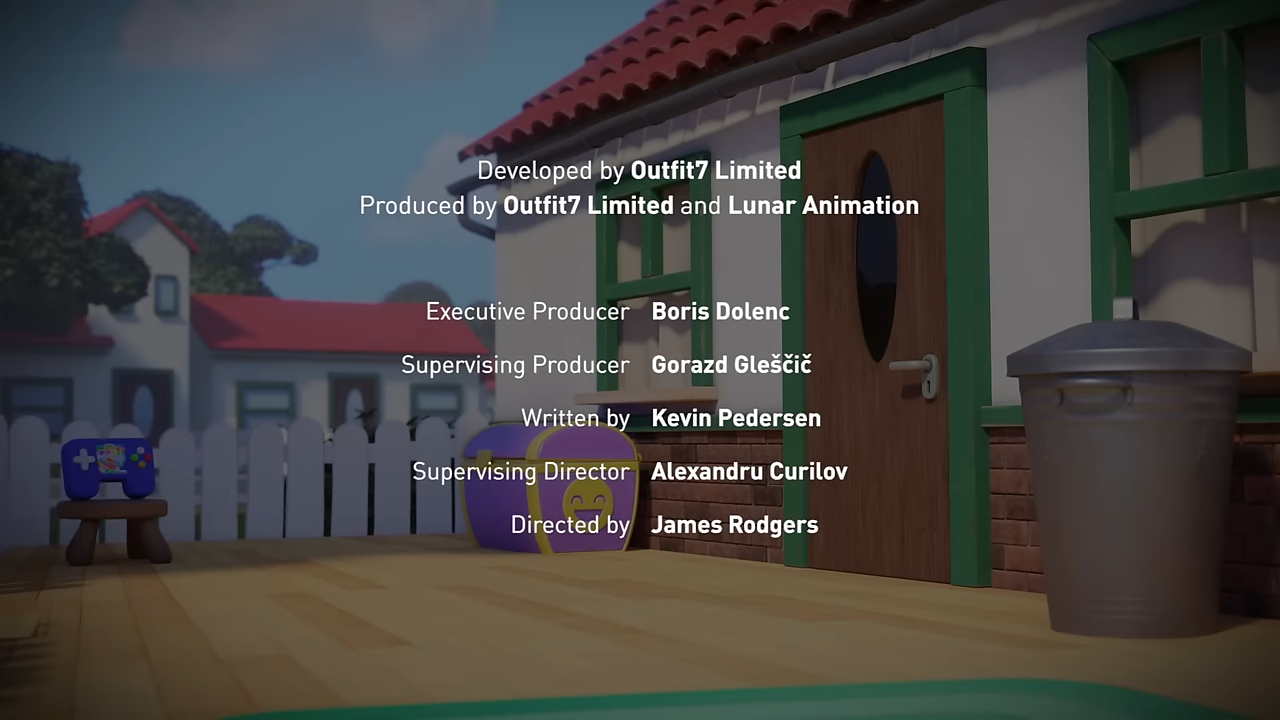 Developed by Outfit7 Limited
Produced by Outfit7 Limited and Lunar Animation
Executive Producer Boris Dolenc
Supervising Producer Gorazd Gleščič
Written by Kevin Pedersen
Supervising Director Alexandru Curilov
Directed by James Rodgers